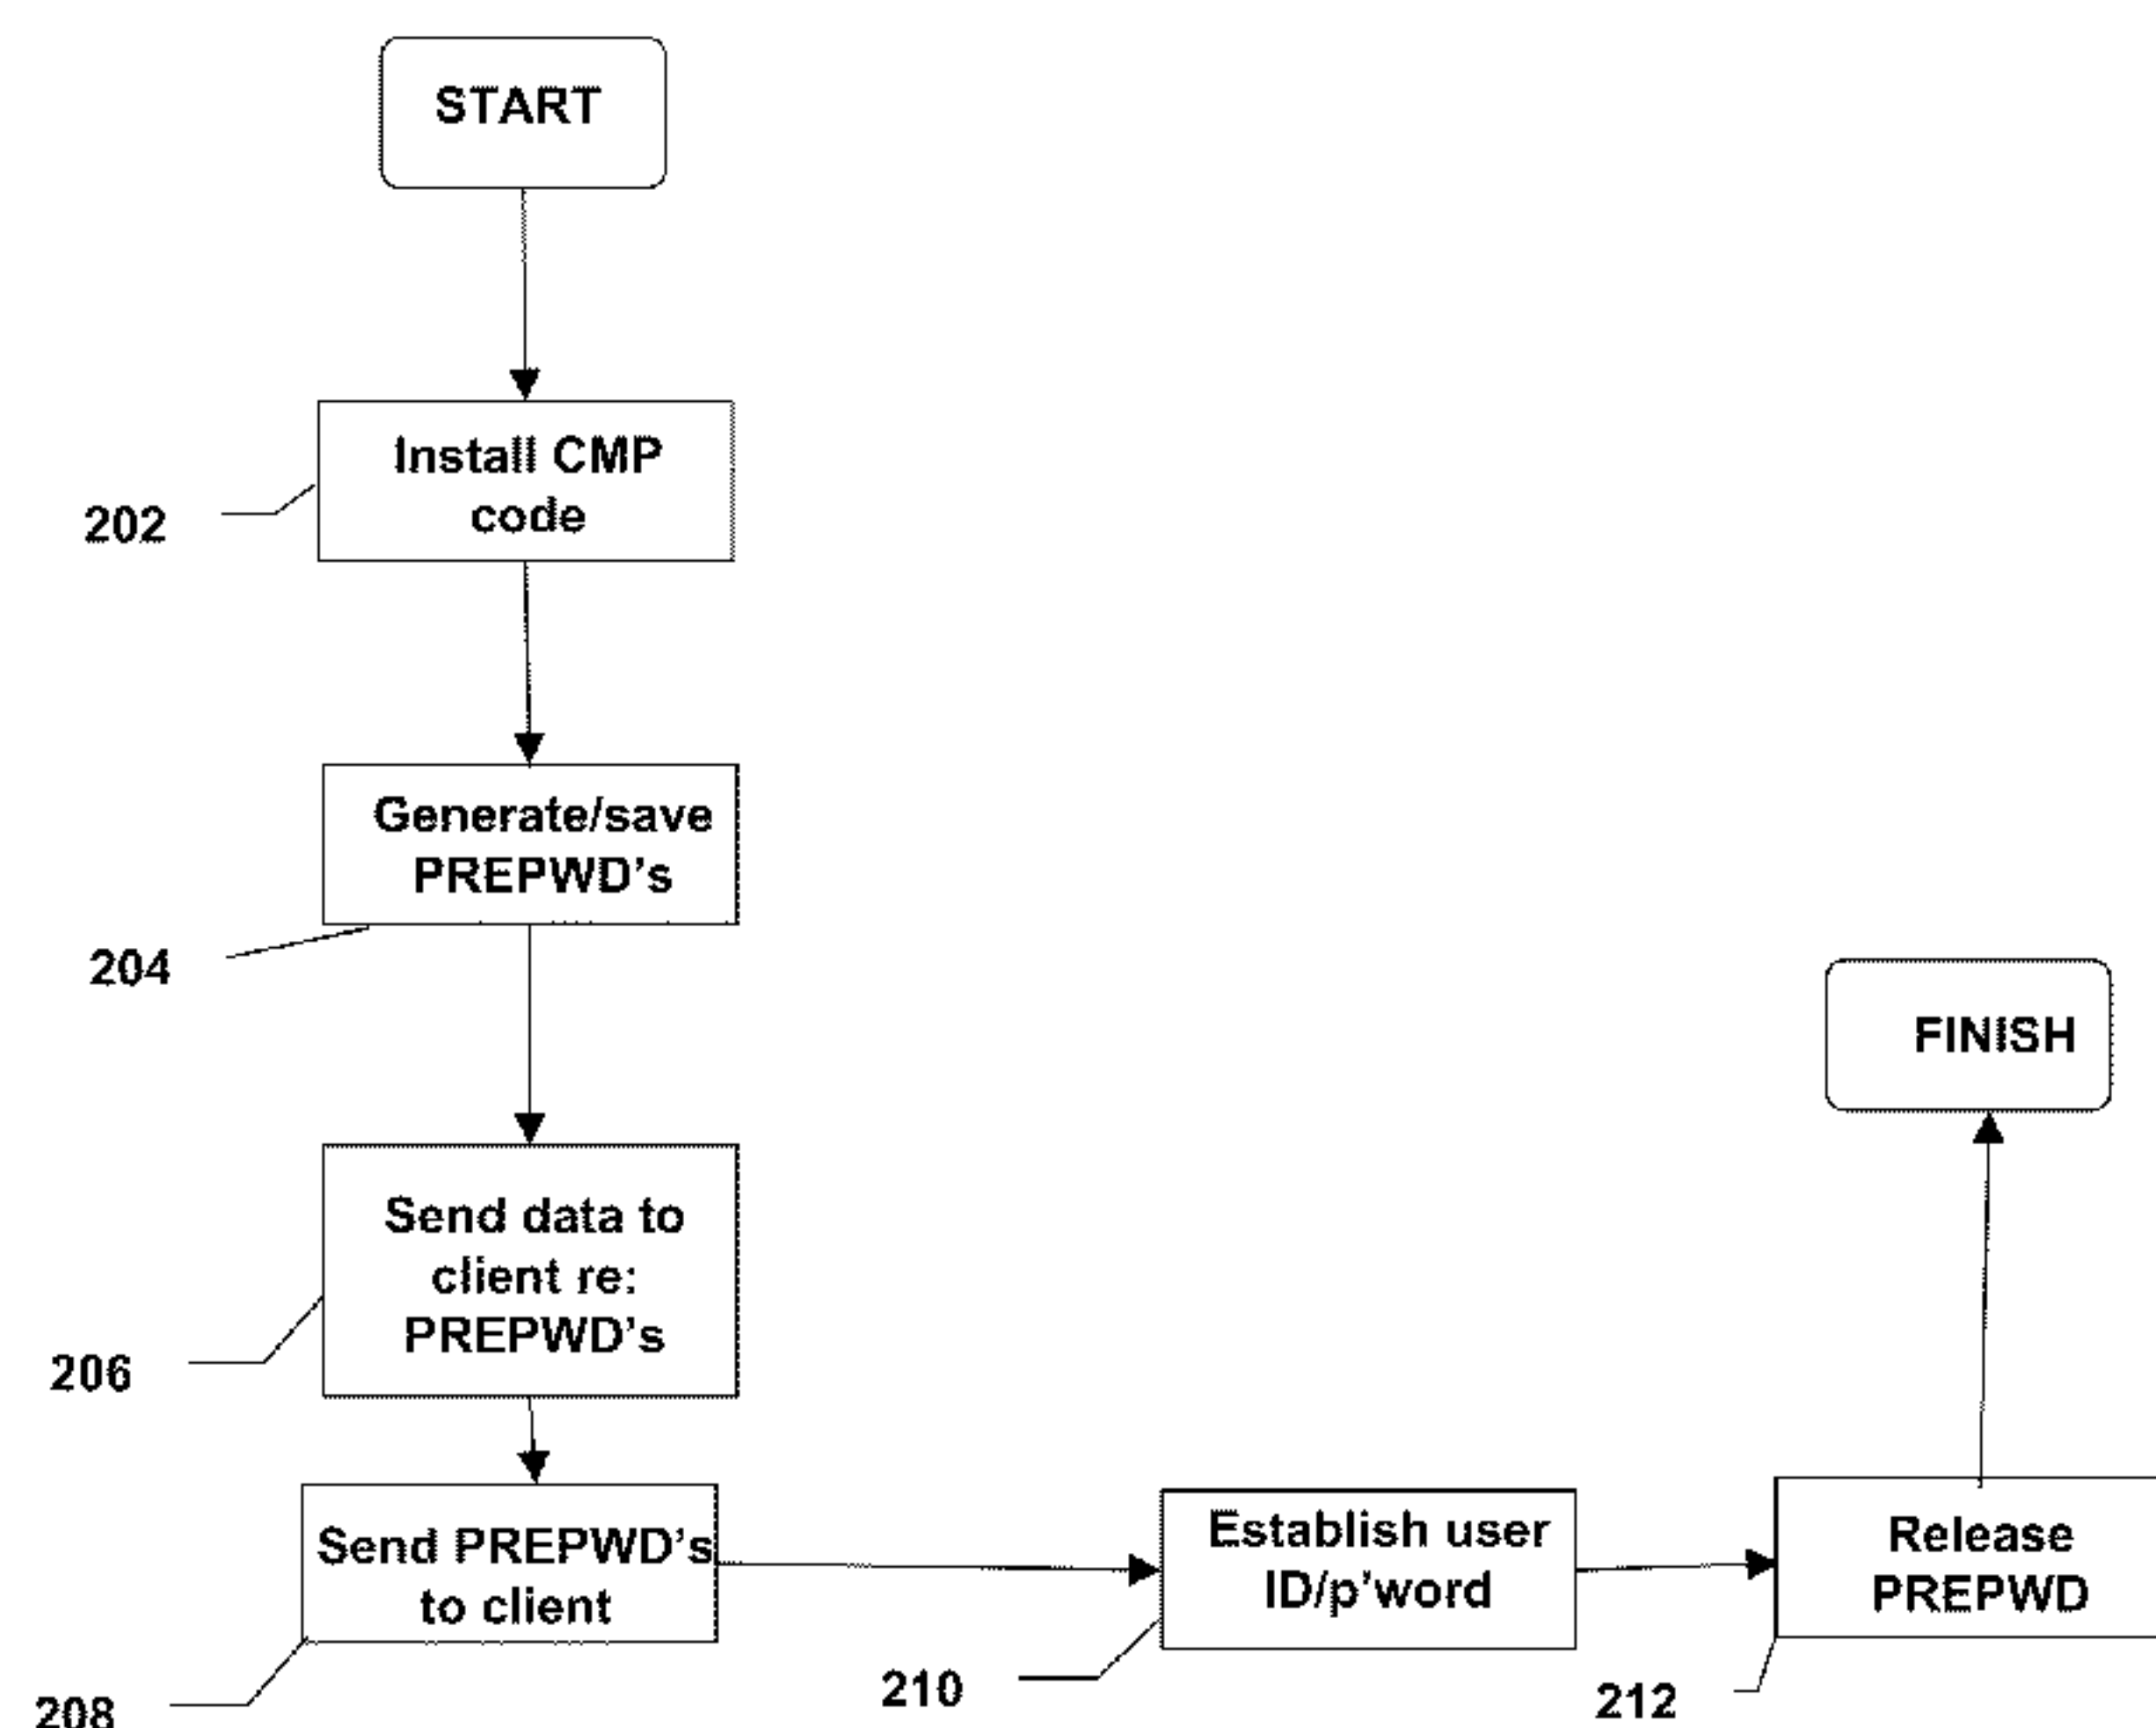 START
Install CMP
code
202
Generate/save
PREPWD's
204
Send data to
client re:
PREPWD's
206
Send PREPWD's
to client
208
Establish user
ID/p'word
210
Release
PREPWD
212
FINISH